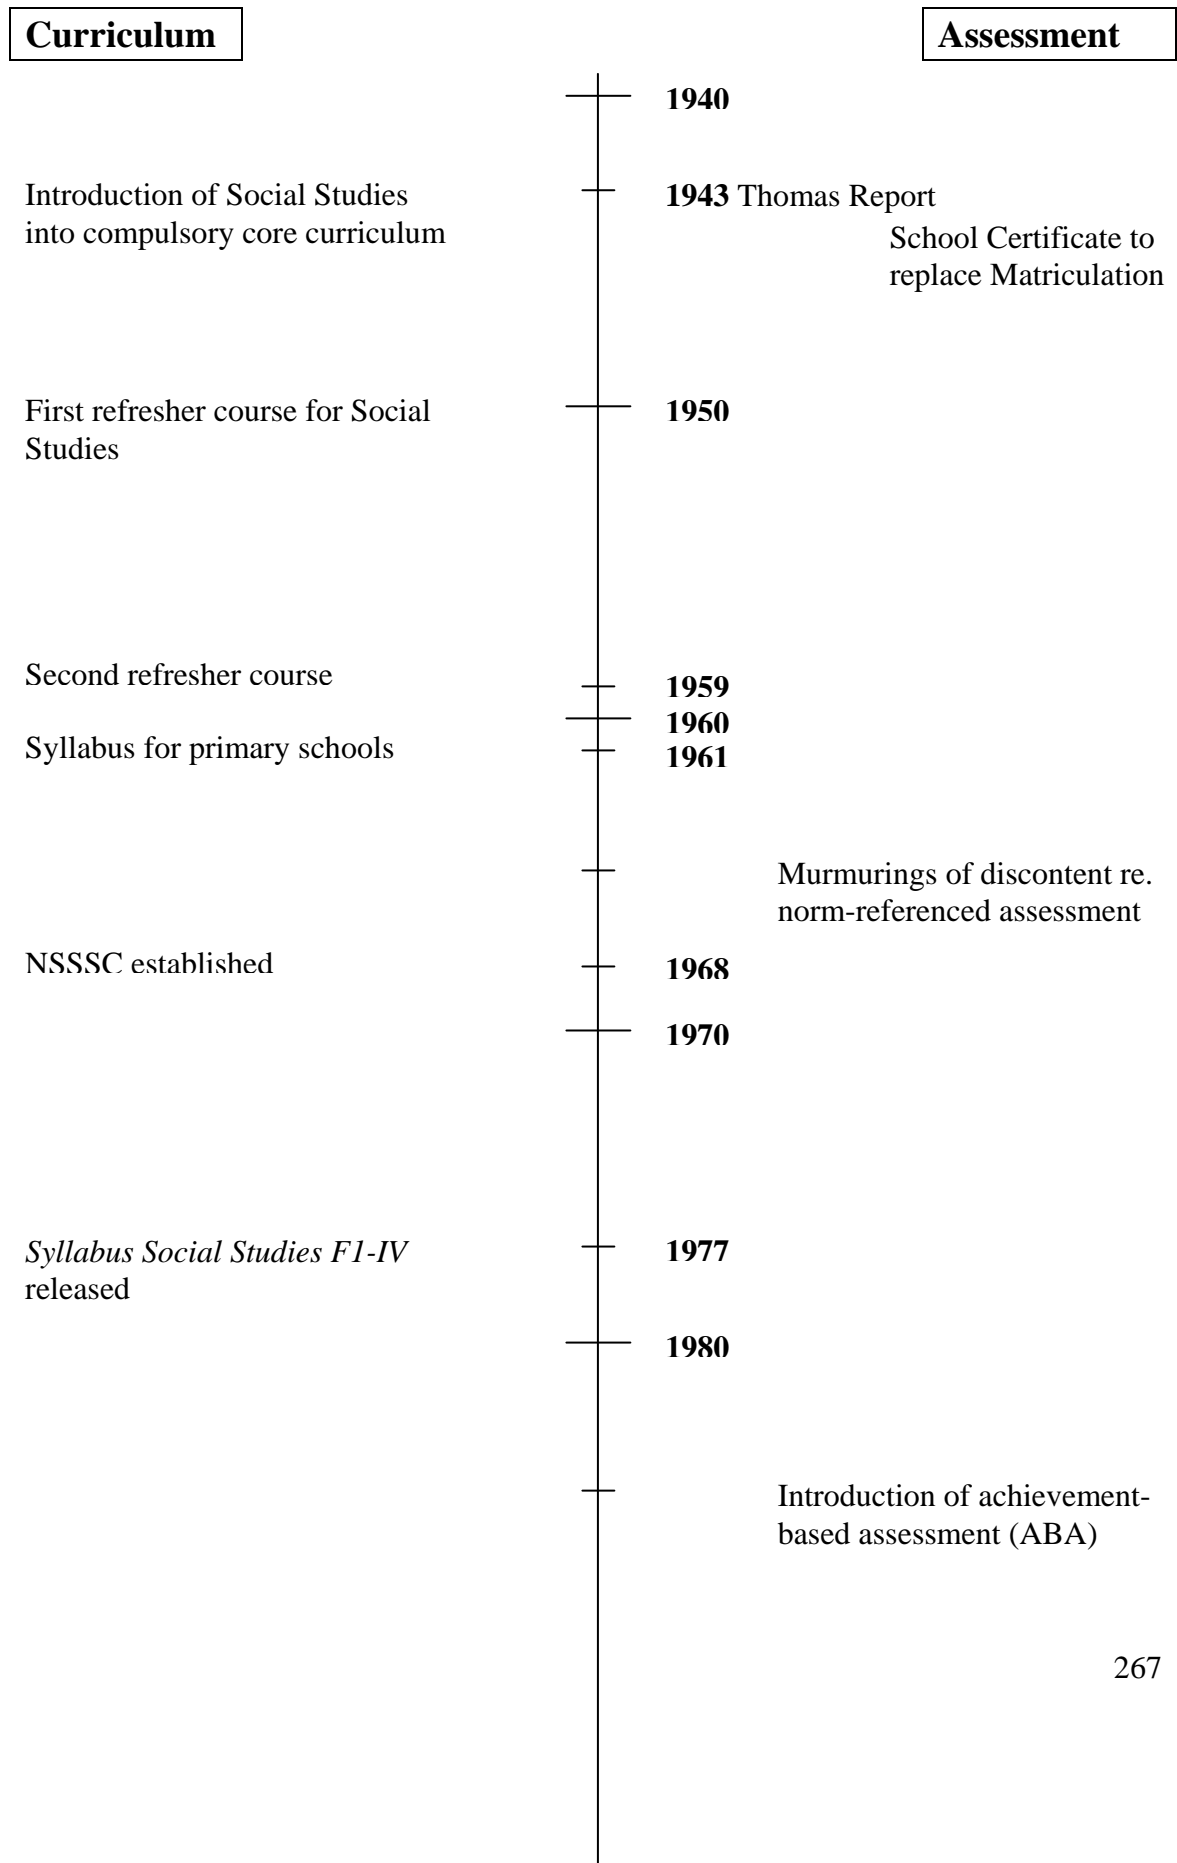 Curriculum
Assessment
1940
Introduction of Social Studies
into compulsory core curriculum
1943 Thomas Report
School Certificate to
replace Matriculation
First refresher course for Social
Studies
1950
Second refresher course
1959
1960
Syllabus for primary schools
1961
Murmurings of discontent re.
norm-referenced assessment
NSSSC established
1968
1970
Syllabus Social Studies F1-IV
released
1977
1980
Introduction of achievement-
based assessment (ABA)
267